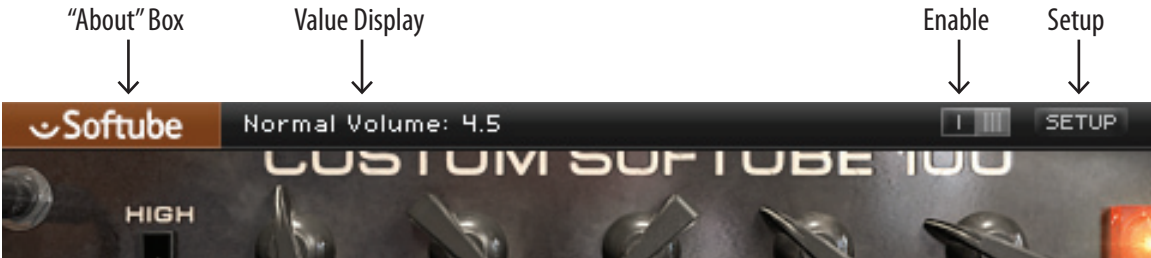 “About” Box Value Display Enable Setup
Softube Normal Volume: 4.5 I SETUP
CUSTOM SOFTUBE 100
HIGH